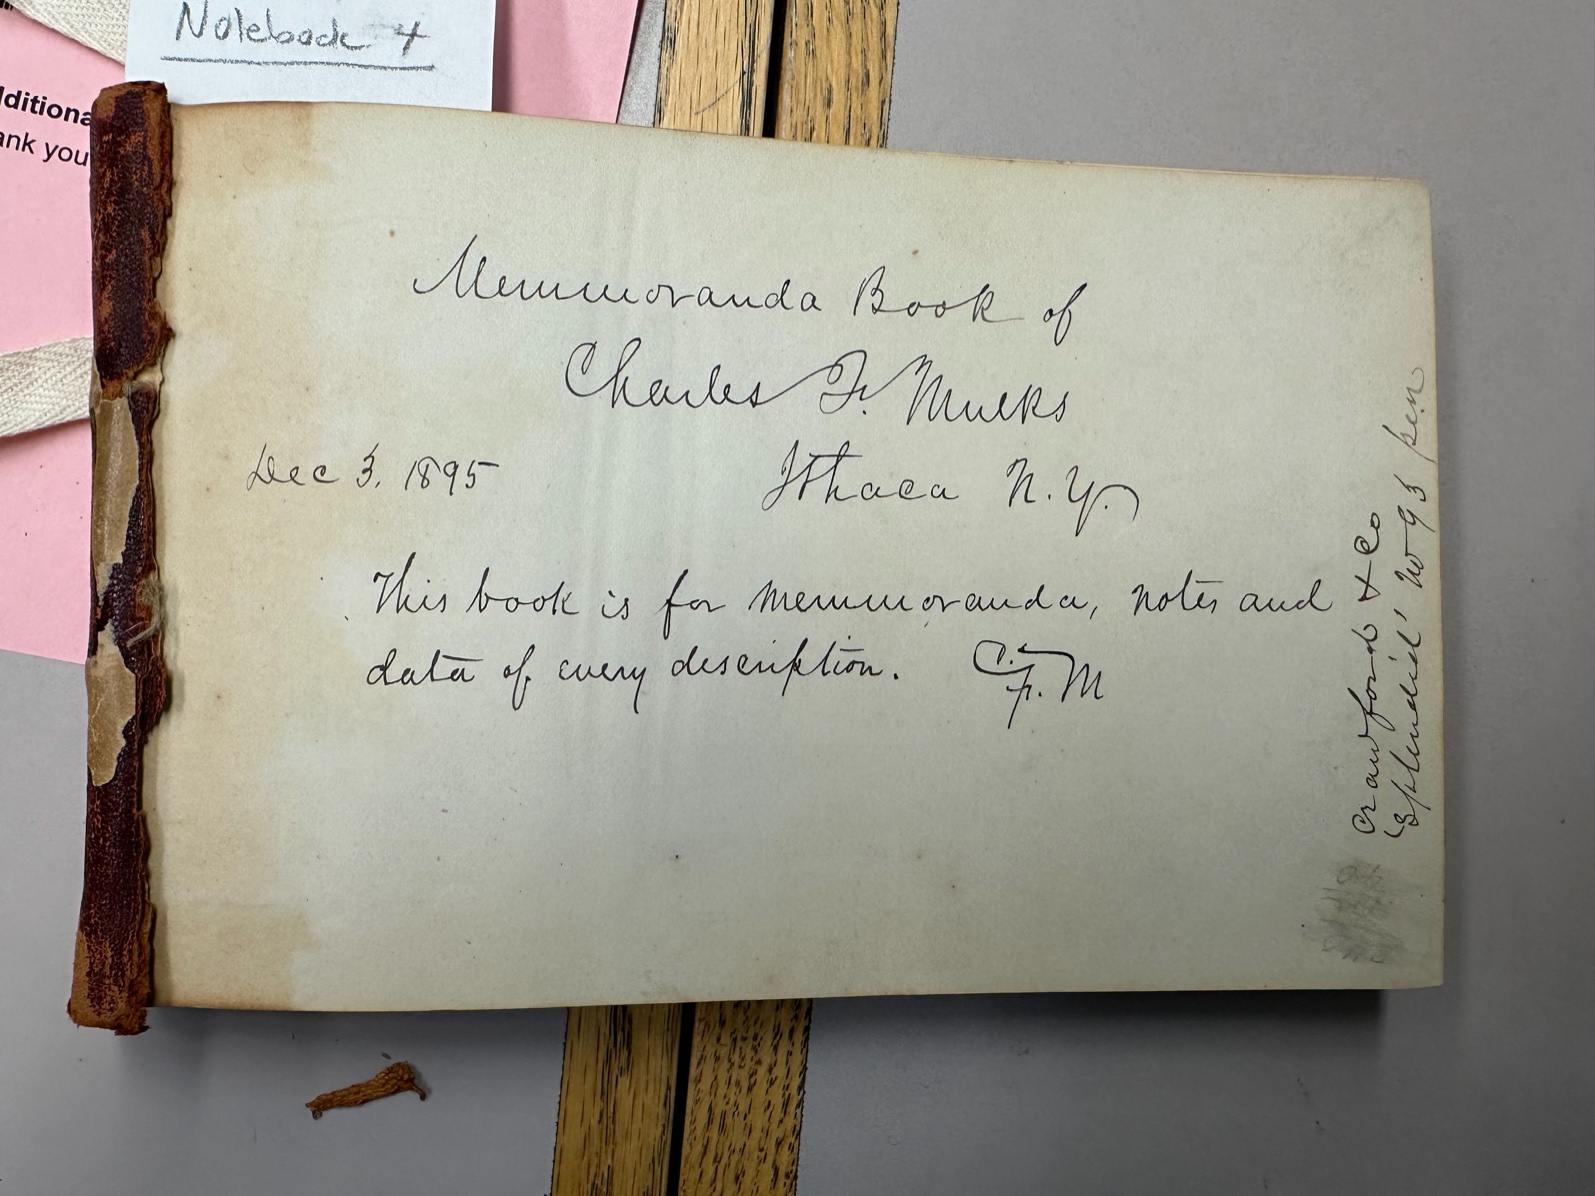 Notebook 4
dditiona
ank you
Memmoranda Book of
Charles F. Mulks
Dec 3, 1895 Ithaca N.Y.
This book is for memmoranda, notes and
data of every description. C. F. M
Crawford & Co
'Splendid' No 93 pen